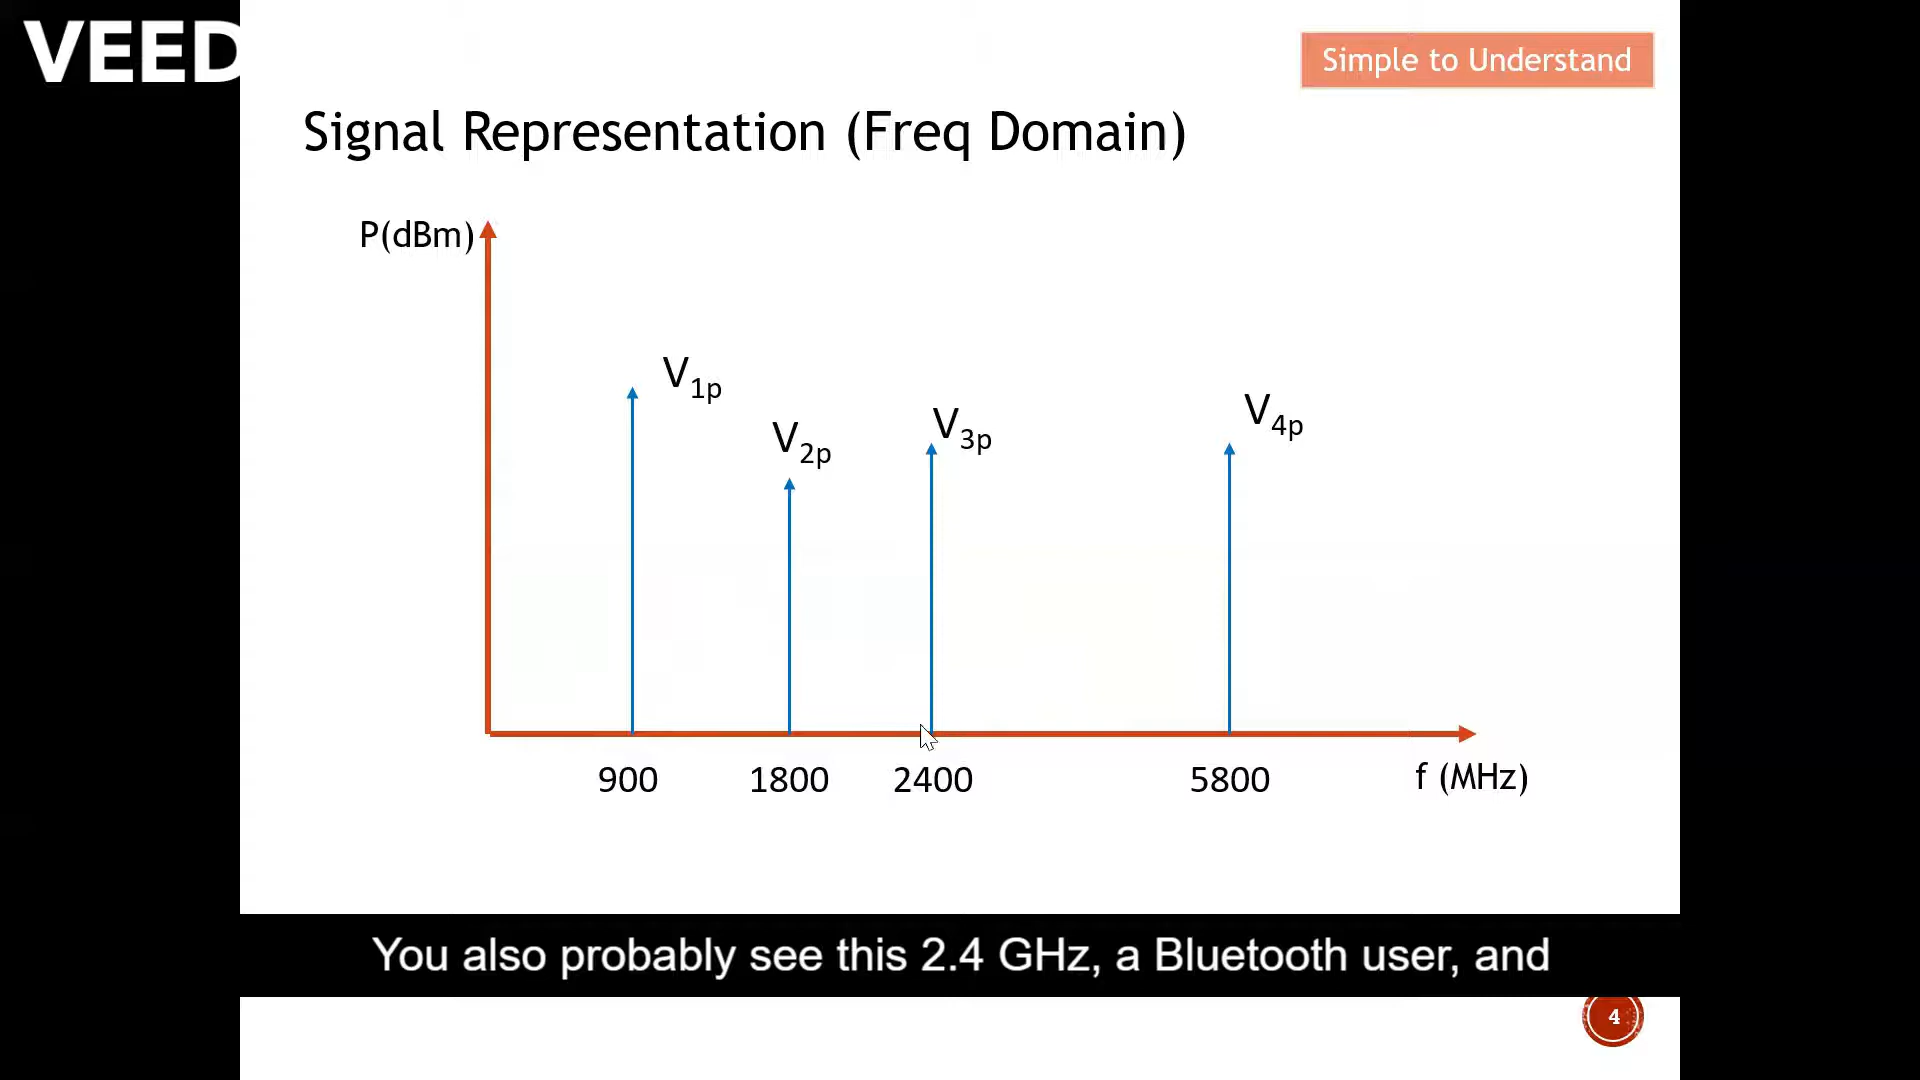 VEED
Simple to Understand
Signal Representation (Freq Domain)
P(dBm)
V1p
V2p
V3p
V4p
900 1800 2400 5800 f (MHz)
You also probably see this 2.4 GHz, a Bluetooth user, and
4